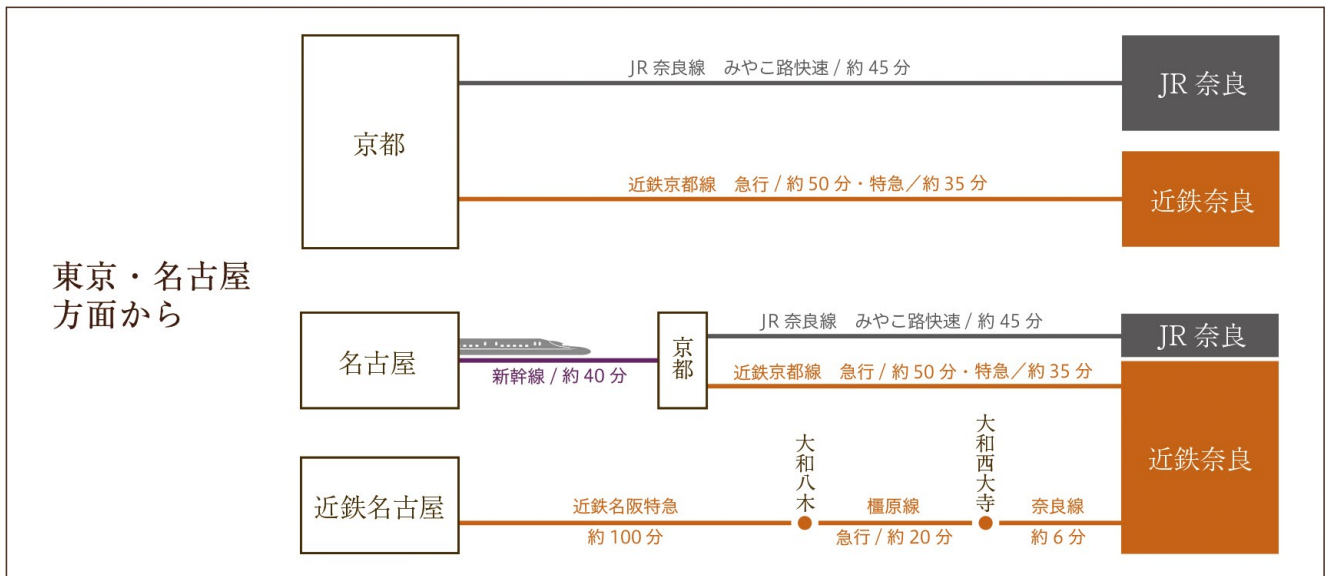 東京・名古屋
方面から
京都
JR 奈良線 みやこ路快速 / 約 45 分
JR 奈良
近鉄京都線 急行 / 約 50 分・特急／約 35 分
近鉄奈良
名古屋
新幹線 / 約 40 分
京都
JR 奈良線 みやこ路快速 / 約 45 分
JR 奈良
近鉄京都線 急行 / 約 50 分・特急／約 35 分
近鉄奈良
近鉄名古屋
近鉄名阪特急
約 100 分
大和八木
橿原線
急行 / 約 20 分
大和西大寺
奈良線
約 6 分